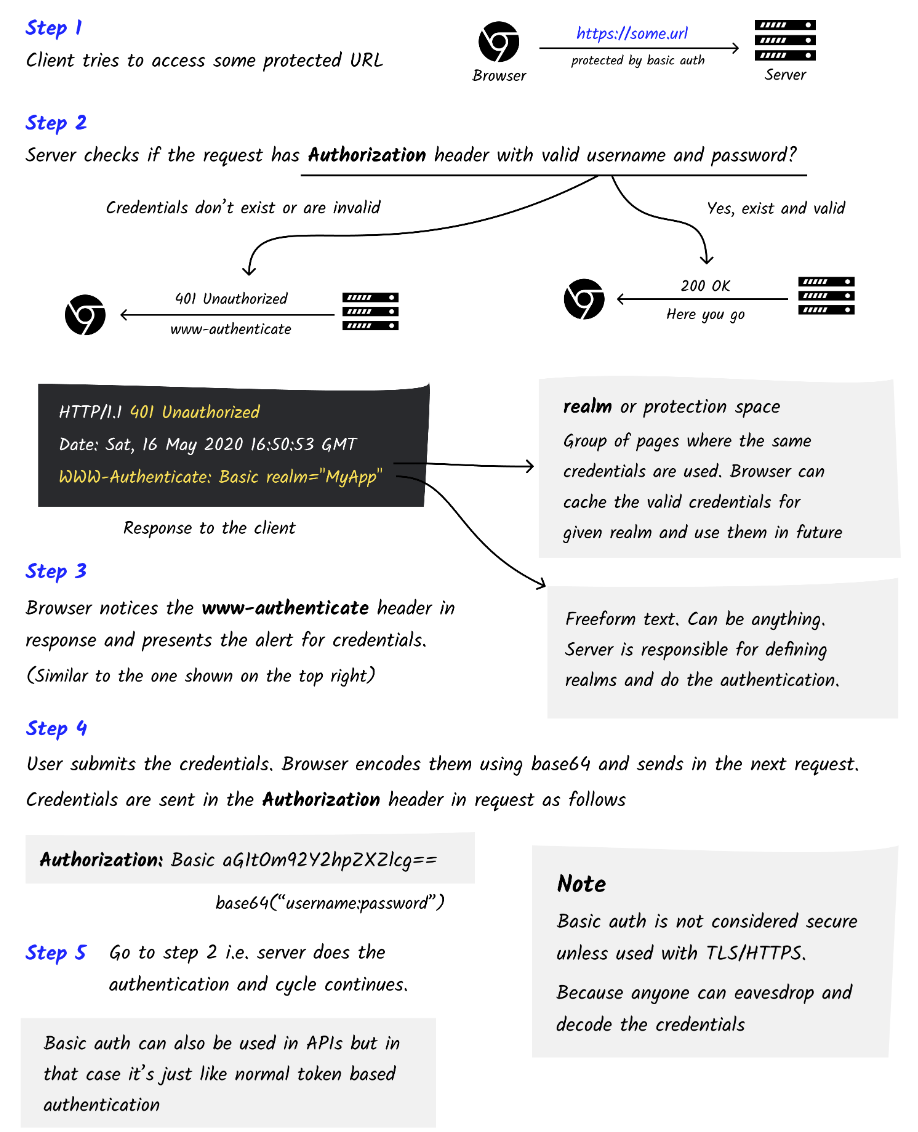 Step 1
Client tries to access some protected URL
https://some.url
protected by basic auth
Browser
Server
Step 2
Server checks if the request has Authorization header with valid username and password?
Credentials don't exist or are invalid
Yes, exist and valid
401 Unauthorized
www-authenticate
200 OK
Here you go
HTTP/1.1 401 Unauthorized
Date: Sat, 16 May 2020 16:50:53 GMT
WWW-Authenticate: Basic realm="MyApp"
Response to the client
realm or protection space
Group of pages where the same
credentials are used. Browser can
cache the valid credentials for
given realm and use them in future
Freeform text. Can be anything.
Server is responsible for defining
realms and do the authentication.
Step 3
Browser notices the www-authenticate header in
response and presents the alert for credentials.
(Similar to the one shown on the top right)
Step 4
User submits the credentials. Browser encodes them using base64 and sends in the next request.
Credentials are sent in the Authorization header in request as follows
Authorization: Basic aGItOm92Y2hpZXZlcg==
base64(“username:password”)
Step 5
Go to step 2 i.e. server does the
authentication and cycle continues.
Basic auth can also be used in APIs but in
that case it's just like normal token based
authentication
Note
Basic auth is not considered secure
unless used with TLS/HTTPS.
Because anyone can eavesdrop and
decode the credentials